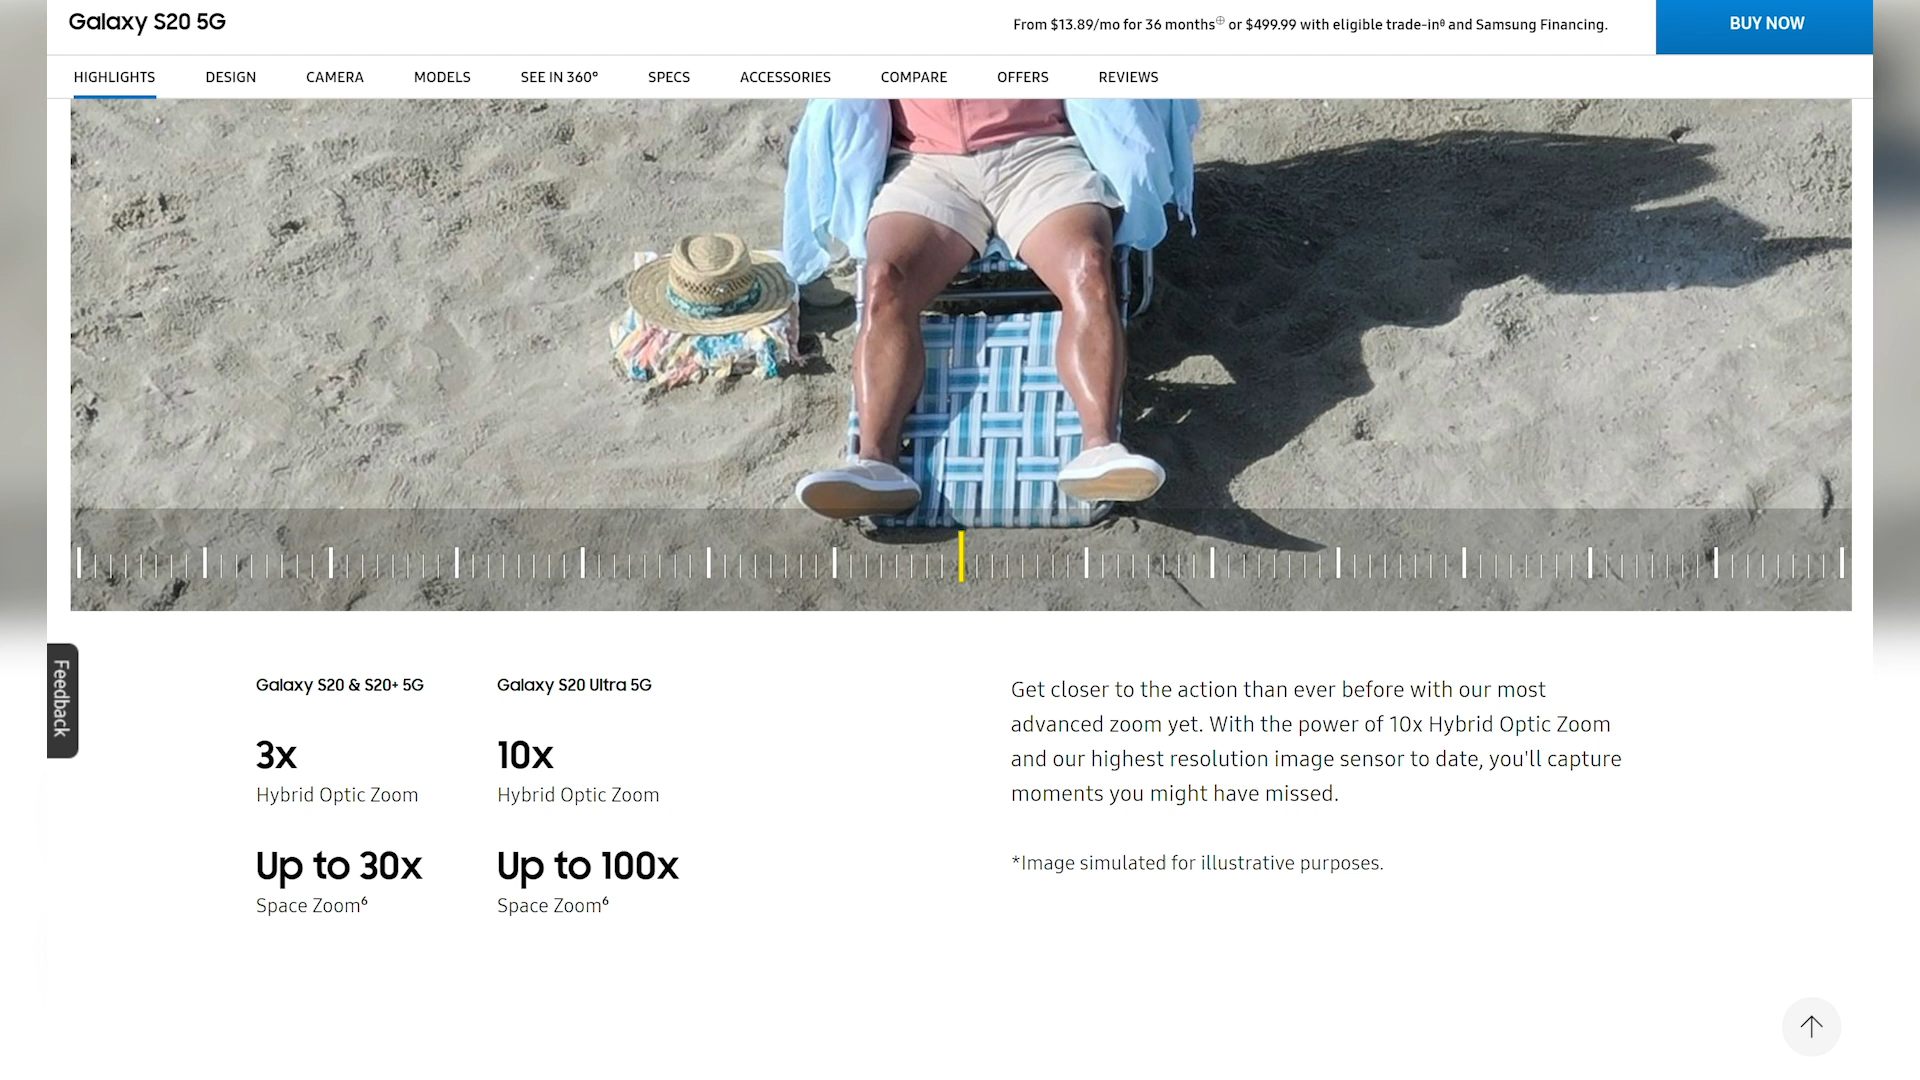 Galaxy S20 5G
From $13.89/mo for 36 months⊕ or $499.99 with eligible trade-inθ and Samsung Financing.
BUY NOW
HIGHLIGHTS
DESIGN
CAMERA
MODELS
SEE IN 360°
SPECS
ACCESSORIES
COMPARE
OFFERS
REVIEWS
Feedback
Galaxy S20 & S20+ 5G
3x
Hybrid Optic Zoom
Up to 30x
Space Zoom⁶
Galaxy S20 Ultra 5G
10x
Hybrid Optic Zoom
Up to 100x
Space Zoom⁶
Get closer to the action than ever before with our most
advanced zoom yet. With the power of 10x Hybrid Optic Zoom
and our highest resolution image sensor to date, you'll capture
moments you might have missed.
*Image simulated for illustrative purposes.